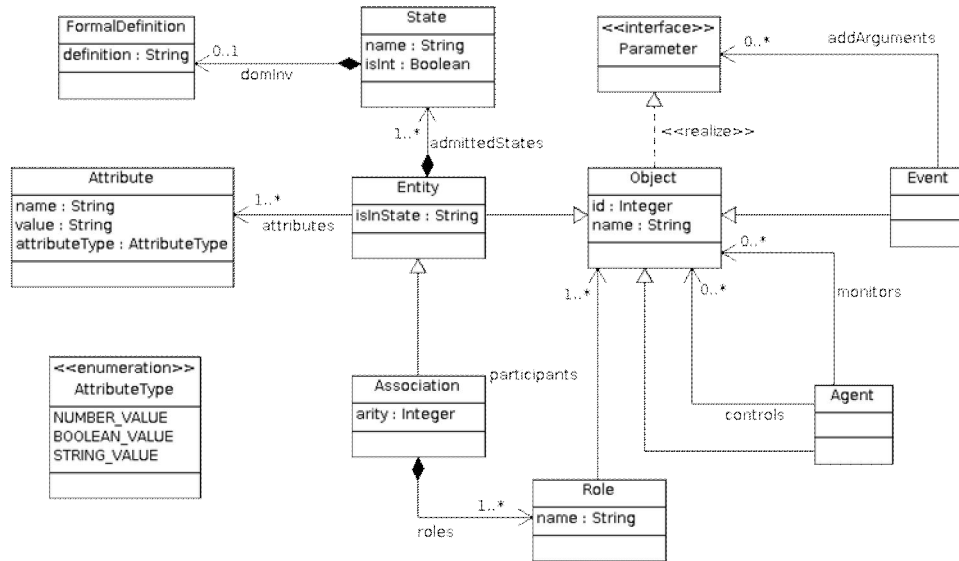 FormalDefinition
definition : String
0..1
domInv
State
name : String
isInt : Boolean
<<interface>>
Parameter
0..*
addArguments
1..*
admittedStates
<<realize>>
Attribute
name : String
value : String
attributeType : AttributeType
1..*
attributes
Entity
isInState : String
Object
id : Integer
name : String
Event
0..*
1..*
0..*
monitors
<<enumeration>>
AttributeType
NUMBER_VALUE
BOOLEAN_VALUE
STRING_VALUE
Association
arity : Integer
participants
controls
Agent
1..*
roles
Role
name : String